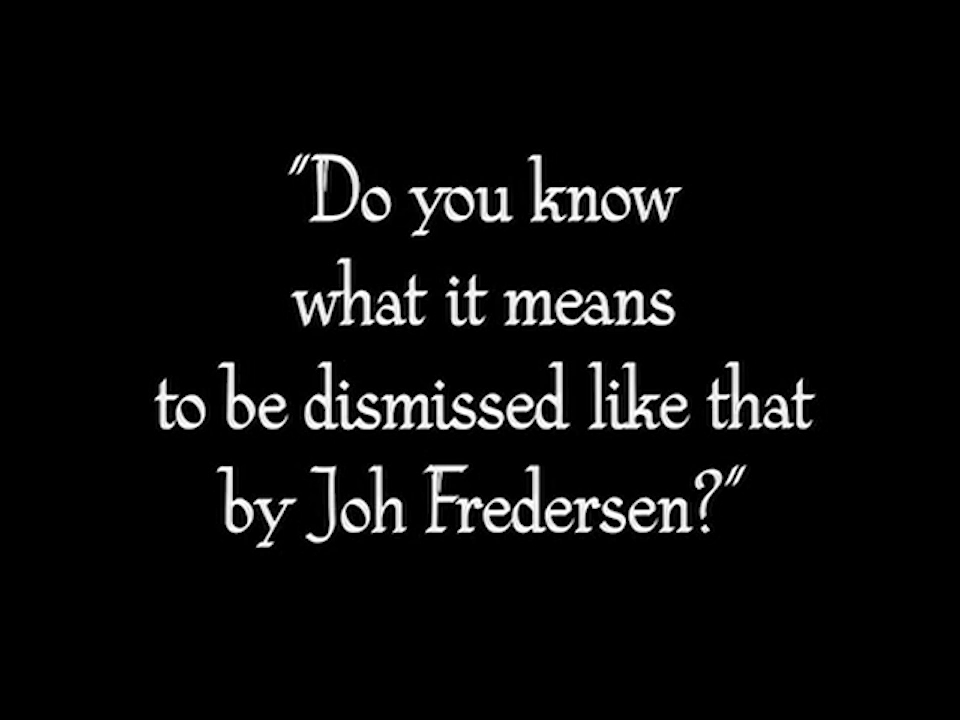 "Do you know
what it means
to be dismissed like that
by Joh Fredersen?"